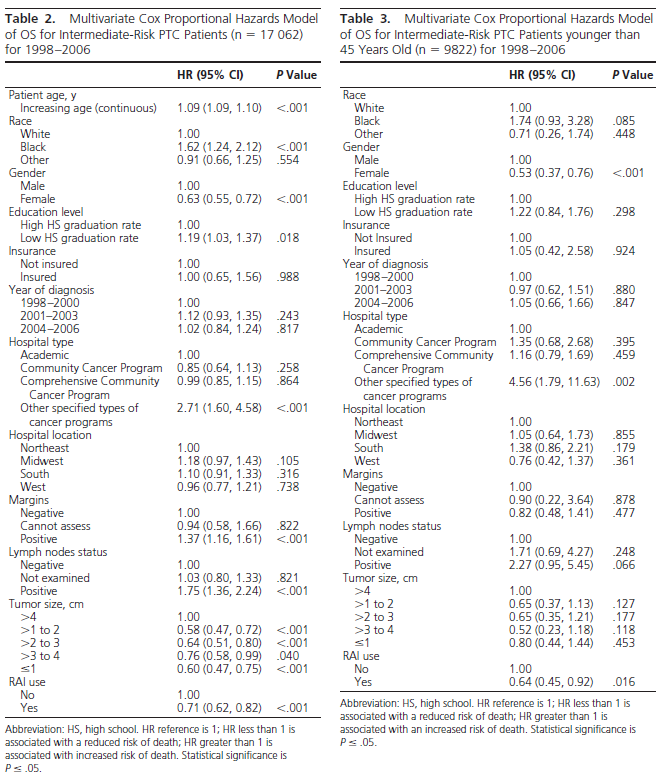 Table 2. Multivariate Cox Proportional Hazards Model
of OS for Intermediate-Risk PTC Patients (n = 17 062)
for 1998–2006
HR (95% CI) P Value
Patient age, y
Increasing age (continuous) 1.09 (1.09, 1.10) <.001
Race
White 1.00
Black 1.62 (1.24, 2.12) <.001
Other 0.91 (0.66, 1.25) .554
Gender
Male 1.00
Female 0.63 (0.55, 0.72) <.001
Education level
High HS graduation rate 1.00
Low HS graduation rate 1.19 (1.03, 1.37) .018
Insurance
Not insured 1.00
Insured 1.00 (0.65, 1.56) .988
Year of diagnosis
1998–2000 1.00
2001–2003 1.12 (0.93, 1.35) .243
2004–2006 1.02 (0.84, 1.24) .817
Hospital type
Academic 1.00
Community Cancer Program 0.85 (0.64, 1.13) .258
Comprehensive Community 0.99 (0.85, 1.15) .864
Cancer Program
Other specified types of 2.71 (1.60, 4.58) <.001
cancer programs
Hospital location
Northeast 1.00
Midwest 1.18 (0.97, 1.43) .105
South 1.10 (0.91, 1.33) .316
West 0.96 (0.77, 1.21) .738
Margins
Negative 1.00
Cannot assess 0.94 (0.58, 1.66) .822
Positive 1.37 (1.16, 1.61) <.001
Lymph nodes status
Negative 1.00
Not examined 1.03 (0.80, 1.33) .821
Positive 1.75 (1.36, 2.24) <.001
Tumor size, cm
>4 1.00
>1 to 2 0.58 (0.47, 0.72) <.001
>2 to 3 0.64 (0.51, 0.80) <.001
>3 to 4 0.76 (0.58, 0.99) .040
≤1 0.60 (0.47, 0.75) <.001
RAI use
No 1.00
Yes 0.71 (0.62, 0.82) <.001
Abbreviation: HS, high school. HR reference is 1; HR less than 1 is
associated with a reduced risk of death; HR greater than 1 is
associated with increased risk of death. Statistical significance is
P ≤ .05.
Table 3. Multivariate Cox Proportional Hazards Model
of OS for Intermediate-Risk PTC Patients younger than
45 Years Old (n = 9822) for 1998–2006
HR (95% CI) P Value
Race
White 1.00
Black 1.74 (0.93, 3.28) .085
Other 0.71 (0.26, 1.74) .448
Gender
Male 1.00
Female 0.53 (0.37, 0.76) <.001
Education level
High HS graduation rate 1.00
Low HS graduation rate 1.22 (0.84, 1.76) .298
Insurance
Not Insured 1.00
Insured 1.05 (0.42, 2.58) .924
Year of diagnosis
1998–2000 1.00
2001–2003 0.97 (0.62, 1.51) .880
2004–2006 1.05 (0.66, 1.66) .847
Hospital type
Academic 1.00
Community Cancer Program 1.35 (0.68, 2.68) .395
Comprehensive Community 1.16 (0.79, 1.69) .459
Cancer Program
Other specified types of 4.56 (1.79, 11.63) .002
cancer programs
Hospital location
Northeast 1.00
Midwest 1.05 (0.64, 1.73) .855
South 1.38 (0.86, 2.21) .179
West 0.76 (0.42, 1.37) .361
Margins
Negative 1.00
Cannot assess 0.90 (0.22, 3.64) .878
Positive 0.82 (0.48, 1.41) .477
Lymph nodes status
Negative 1.00
Not examined 1.71 (0.69, 4.27) .248
Positive 2.27 (0.95, 5.45) .066
Tumor size, cm
>4 1.00
>1 to 2 0.65 (0.37, 1.13) .127
>2 to 3 0.65 (0.35, 1.21) .177
>3 to 4 0.52 (0.23, 1.18) .118
≤1 0.80 (0.44, 1.44) .453
RAI use
No 1.00
Yes 0.64 (0.45, 0.92) .016
Abbreviation: HS, high school. HR reference is 1; HR less than 1 is
associated with a reduced risk of death; HR greater than 1 is
associated with an increased risk of death. Statistical significance is
P ≤ .05.